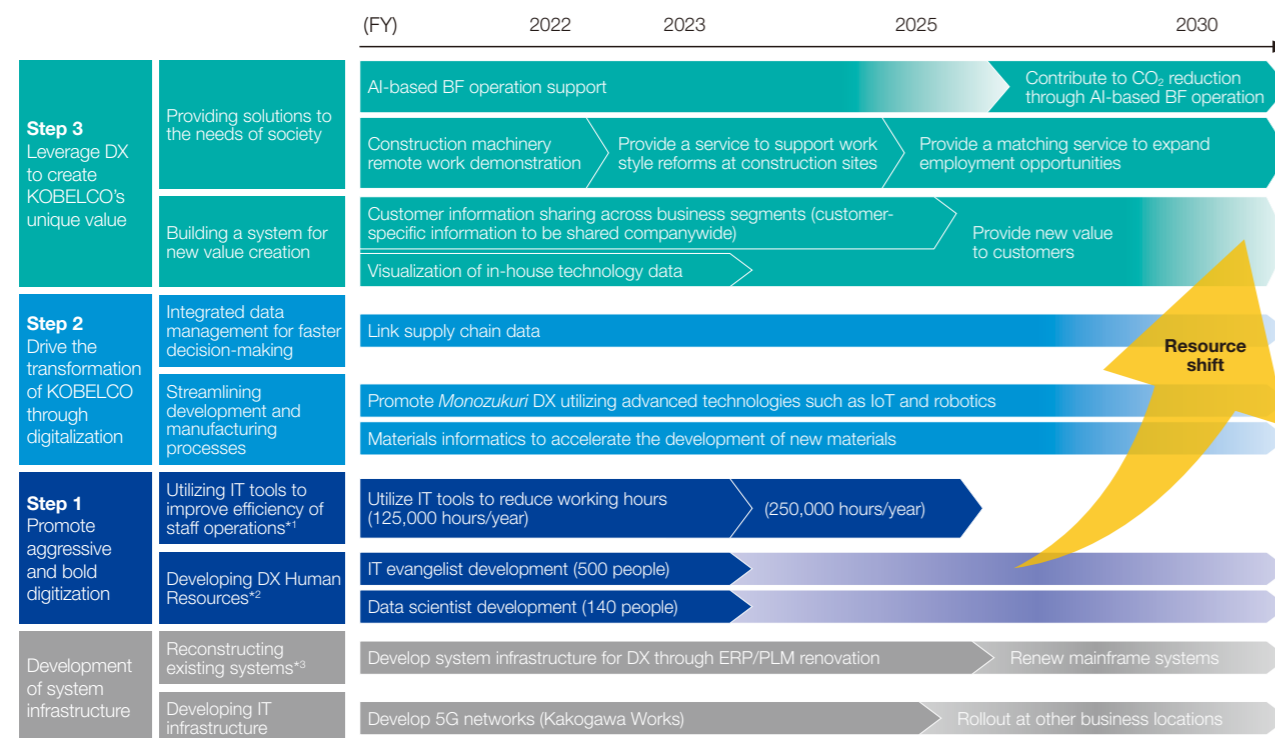 (FY) 2022 2023 2025 2030
Step 3
Leverage DX
to create
KOBELCO's
unique value
Providing solutions to
the needs of society
AI-based BF operation support
Contribute to CO₂ reduction
through AI-based BF operation
Construction machinery
remote work demonstration
Provide a service to support work
style reforms at construction sites
Provide a matching service to expand
employment opportunities
Building a system for
new value creation
Customer information sharing across business segments (customer-
specific information to be shared companywide)
Visualization of in-house technology data
Provide new value
to customers
Step 2
Drive the
transformation
of KOBELCO
through
digitalization
Integrated data
management for faster
decision-making
Link supply chain data
Resource
shift
Streamlining
development and
manufacturing
processes
Promote Monozukuri DX utilizing advanced technologies such as IoT and robotics
Materials informatics to accelerate the development of new materials
Step 1
Promote
aggressive
and bold
digitization
Utilizing IT tools to
improve efficiency of
staff operations*1
Utilize IT tools to reduce working hours
(125,000 hours/year)
(250,000 hours/year)
Developing DX Human
Resources*2
IT evangelist development (500 people)
Data scientist development (140 people)
Development
of system
infrastructure
Reconstructing
existing systems*3
Develop system infrastructure for DX through ERP/PLM renovation
Renew mainframe systems
Developing IT
infrastructure
Develop 5G networks (Kakogawa Works)
Rollout at other business locations